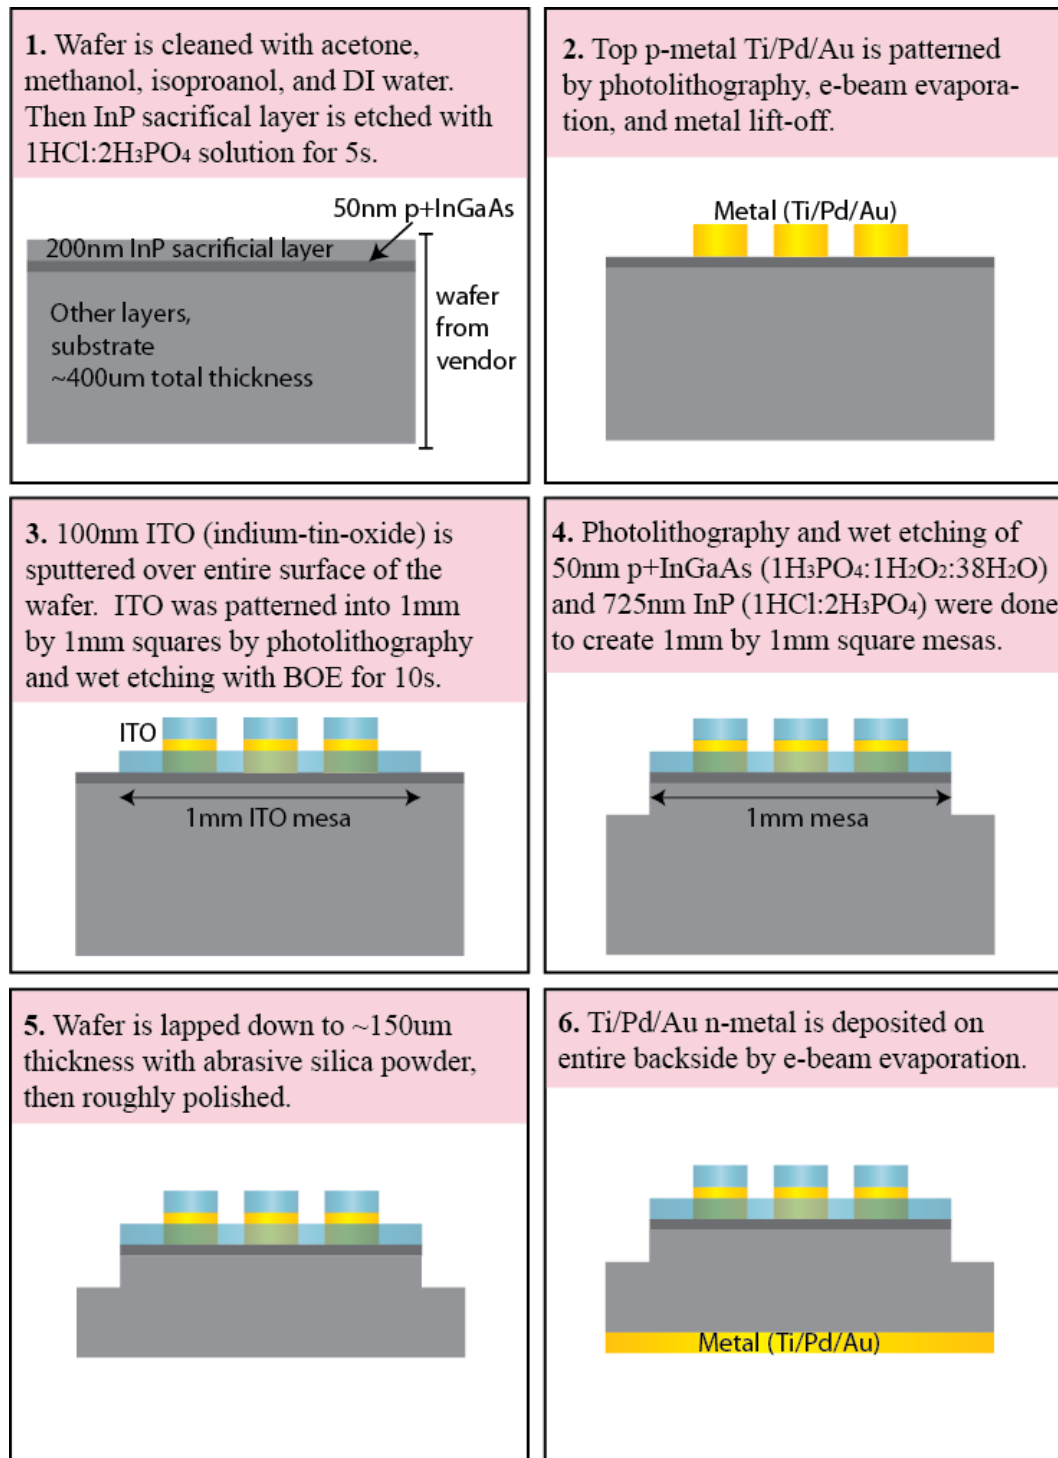 1. Wafer is cleaned with acetone,
methanol, isoproanol, and DI water.
Then InP sacrifical layer is etched with
1HCl:2H₃PO₄ solution for 5s.
50nm p+InGaAs
200nm InP sacrificial layer
Other layers,
substrate
~400um total thickness
wafer
from
vendor
2. Top p-metal Ti/Pd/Au is patterned
by photolithography, e-beam evapora-
tion, and metal lift-off.
Metal (Ti/Pd/Au)
3. 100nm ITO (indium-tin-oxide) is
sputtered over entire surface of the
wafer. ITO was patterned into 1mm
by 1mm squares by photolithography
and wet etching with BOE for 10s.
ITO
1mm ITO mesa
4. Photolithography and wet etching of
50nm p+InGaAs (1H₃PO₄:1H₂O₂:38H₂O)
and 725nm InP (1HCl:2H₃PO₄) were done
to create 1mm by 1mm square mesas.
1mm mesa
5. Wafer is lapped down to ~150um
thickness with abrasive silica powder,
then roughly polished.
6. Ti/Pd/Au n-metal is deposited on
entire backside by e-beam evaporation.
Metal (Ti/Pd/Au)